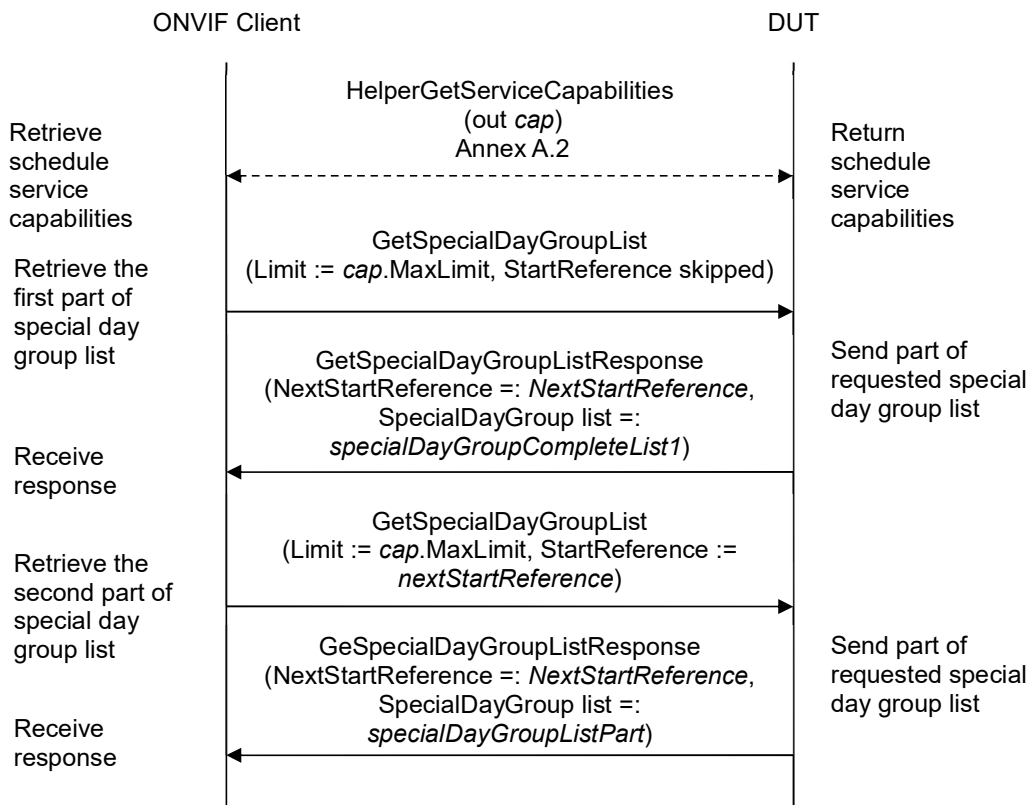 ONVIF Client
DUT
HelperGetServiceCapabilities
(out cap)
Annex A.2
Retrieve
schedule
service
capabilities
Return
schedule
service
capabilities
GetSpecialDayGroupList
(Limit := cap.MaxLimit, StartReference skipped)
Retrieve the
first part of
special day
group list
GetSpecialDayGroupListResponse
(NextStartReference =: NextStartReference,
SpecialDayGroup list =:
specialDayGroupCompleteList1)
Send part of
requested special
day group list
Receive
response
GetSpecialDayGroupList
(Limit := cap.MaxLimit, StartReference :=
nextStartReference)
Retrieve the
second part of
special day
group list
GeSpecialDayGroupListResponse
(NextStartReference =: NextStartReference,
SpecialDayGroup list =:
specialDayGroupListPart)
Send part of
requested special
day group list
Receive
response